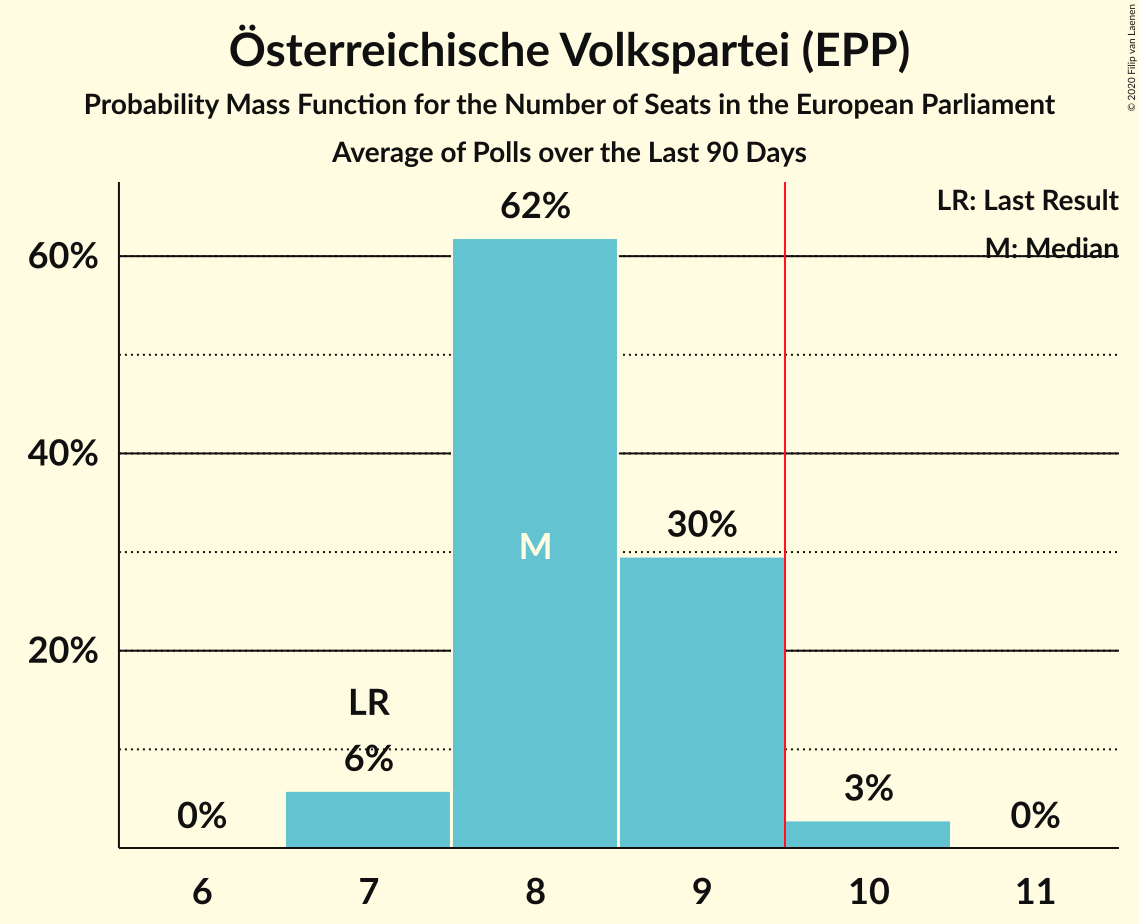 Österreichische Volkspartei (EPP)
Probability Mass Function for the Number of Seats in the European Parliament
Average of Polls over the Last 90 Days
© 2020 Filip van Laenen
LR: Last Result
M: Median
62%
60%
40%
30%
M
20%
LR
6%
3%
0%
0%
6 7 8 9 10 11